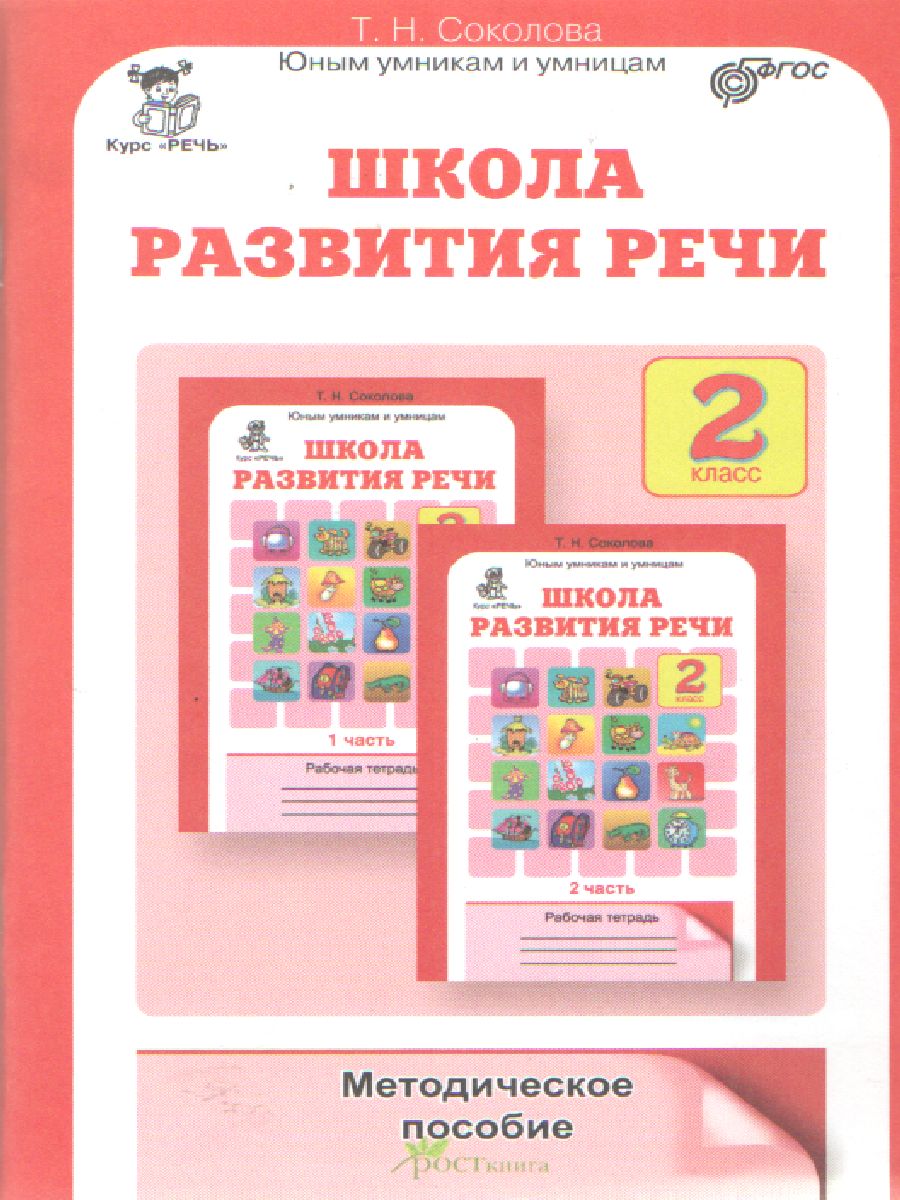 Т. Н. Соколова
Юным умникам и умницам
ФГОС
Курс «РЕЧЬ»
ШКОЛА
РАЗВИТИЯ РЕЧИ
2
класс
Т. Н. Соколова
Юным умникам и умницам
Курс «РЕЧЬ»
ШКОЛА
РАЗВИТИЯ РЕЧИ
1 часть
Рабочая тетрадь
Т. Н. Соколова
Юным умникам и умницам
Курс «РЕЧЬ»
ШКОЛА
РАЗВИТИЯ РЕЧИ
2
класс
2 часть
Рабочая тетрадь
Методическое
пособие
РОСТкнига